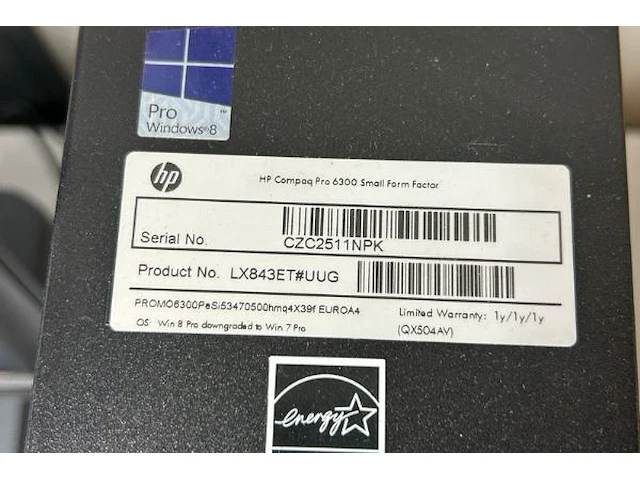 Pro
Windows®8
hp
HP Compaq Pro 6300 Small Form Factor
Serial No.
CZC2511NPK
Product No. LX843ET#UUG
PROMO6300PeSi53470500hmq4X39f EUROA4
Limited Warranty: 1y/1y/1y
OS: Win 8 Pro downgraded to Win 7 Pro
(QX504AV)
energy